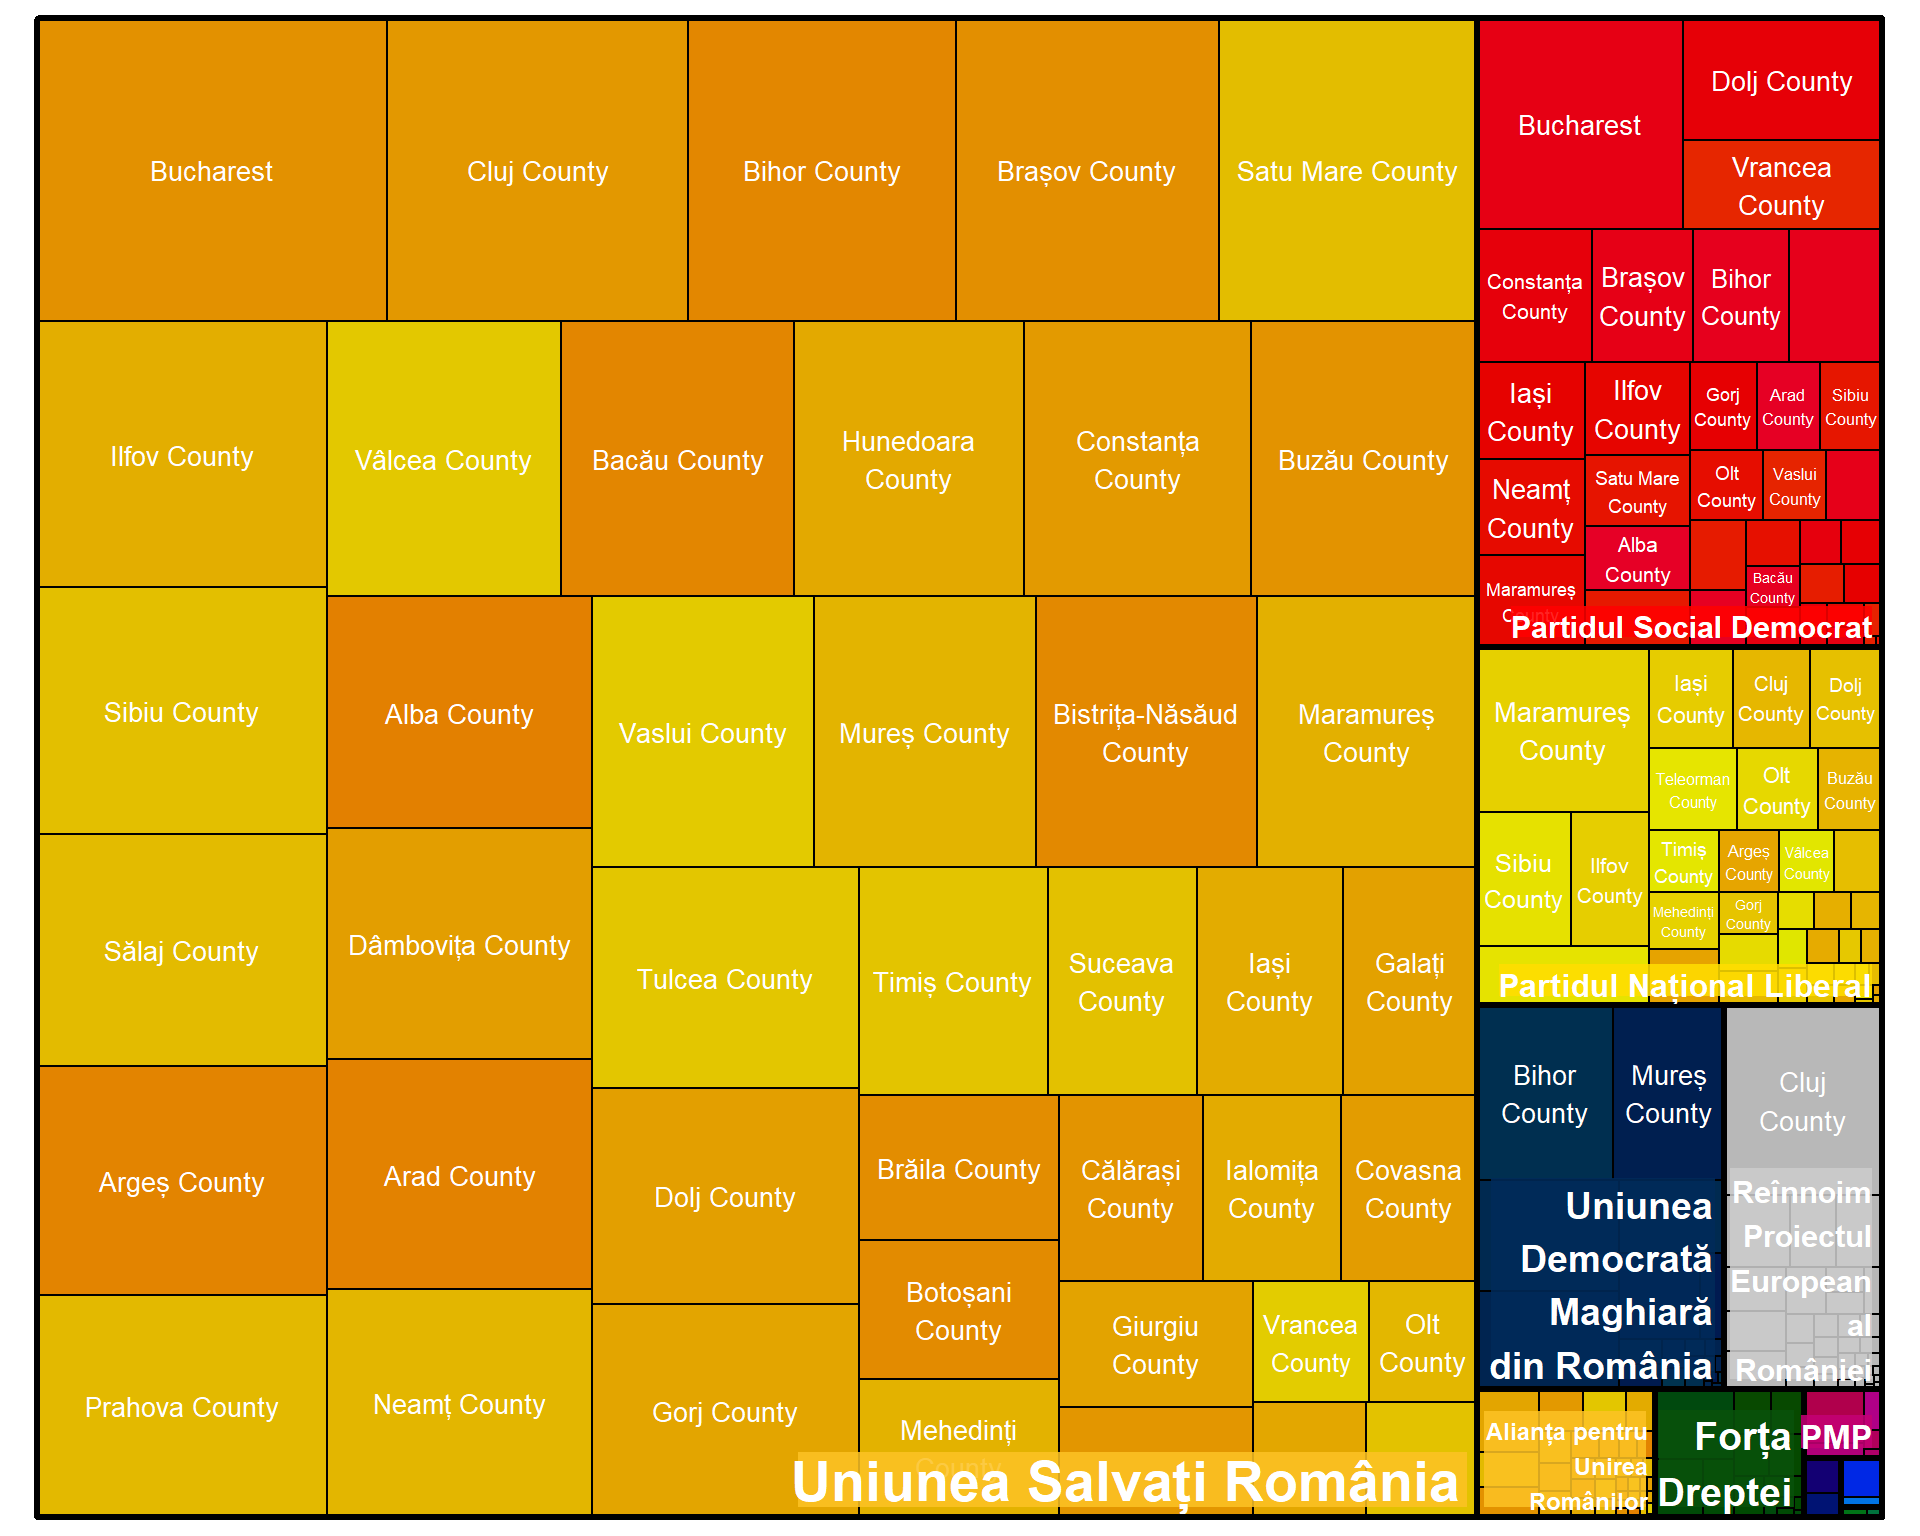 Bucharest
Cluj County
Bihor County
Brașov County
Satu Mare County
Ilfov County
Vâlcea County
Bacău County
Hunedoara
County
Constanța
County
Buzău County
Sibiu County
Alba County
Vaslui County
Mureș County
Bistrița-Năsăud
County
Maramureș
County
Sălaj County
Dâmbovița County
Tulcea County
Timiș County
Suceava
County
Iași
County
Galați
County
Argeș County
Arad County
Dolj County
Brăila County
Călărași
County
Ialomița
County
Covasna
County
Botoșani
County
Giurgiu
County
Vrancea
County
Olt
County
Prahova County
Neamț County
Gorj County
Mehedinți
County
Uniunea Salvați România
Bucharest
Dolj County
Vrancea
County
Constanța
County
Brașov
County
Bihor
County
Iași
County
Ilfov
County
Gorj
County
Arad
County
Sibiu
County
Neamț
County
Satu Mare
County
Olt
County
Vaslui
County
Alba
County
Bacău
County
Maramureș
County
Partidul Social Democrat
Maramureș
County
Iași
County
Cluj
County
Dolj
County
Teleorman
County
Olt
County
Buzău
County
Sibiu
County
Ilfov
County
Timiș
County
Argeș
County
Vâlcea
County
Mehedinți
County
Gorj
County
Partidul Național Liberal
Bihor
County
Mureș
County
Uniunea
Democrată
Maghiară
din România
Cluj
County
Reînnoim
Proiectul
European
al
României
Alianța pentru
Unirea
Românilor
Forța
Dreptei
PMP